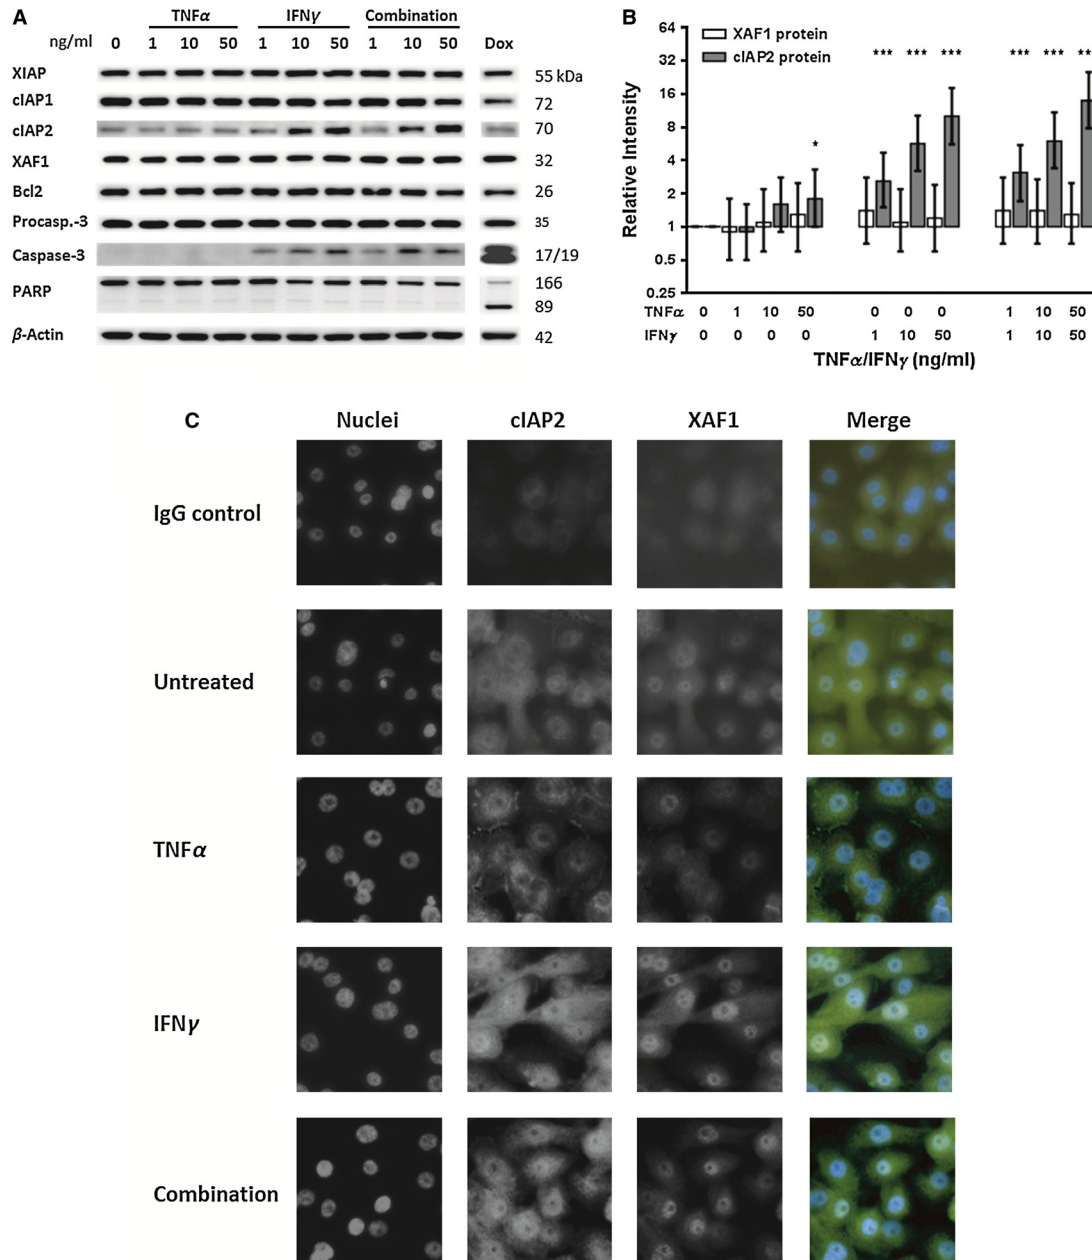 A
TNFα IFNγ Combination
ng/ml 0 1 10 50 1 10 50 1 10 50 Dox
XIAP 55 kDa
cIAP1 72
cIAP2 70
XAF1 32
Bcl2 26
Procasp.-3 35
Caspase-3 17/19
PARP 166
89
β-Actin 42
B
XAF1 protein
cIAP2 protein
Relative Intensity
64
32
16
8
4
2
1
0.5
0.25
* *** *** *** *** *** **
TNFα 0 1 10 50 0 0 0 1 10 50
IFNγ 0 0 0 0 1 10 50 1 10 50
TNFα/IFNγ (ng/ml)
C
Nuclei cIAP2 XAF1 Merge
IgG control
Untreated
TNFα
IFNγ
Combination